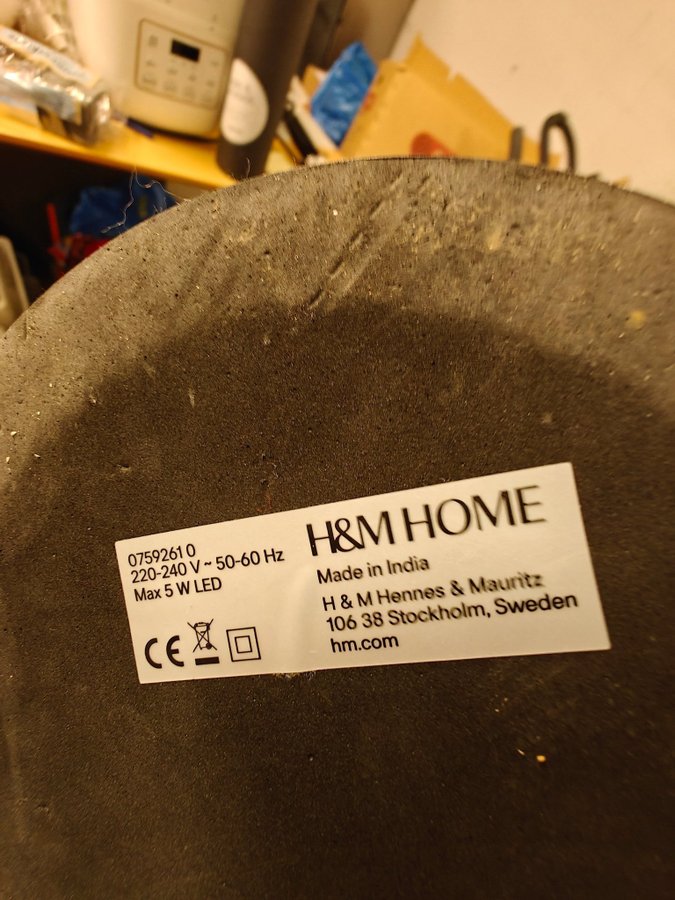 0759261 0
220-240 V ~ 50-60 Hz
Max 5 W LED
CE
H&M HOME
Made in India
H & M Hennes & Mauritz
106 38 Stockholm, Sweden
hm.com